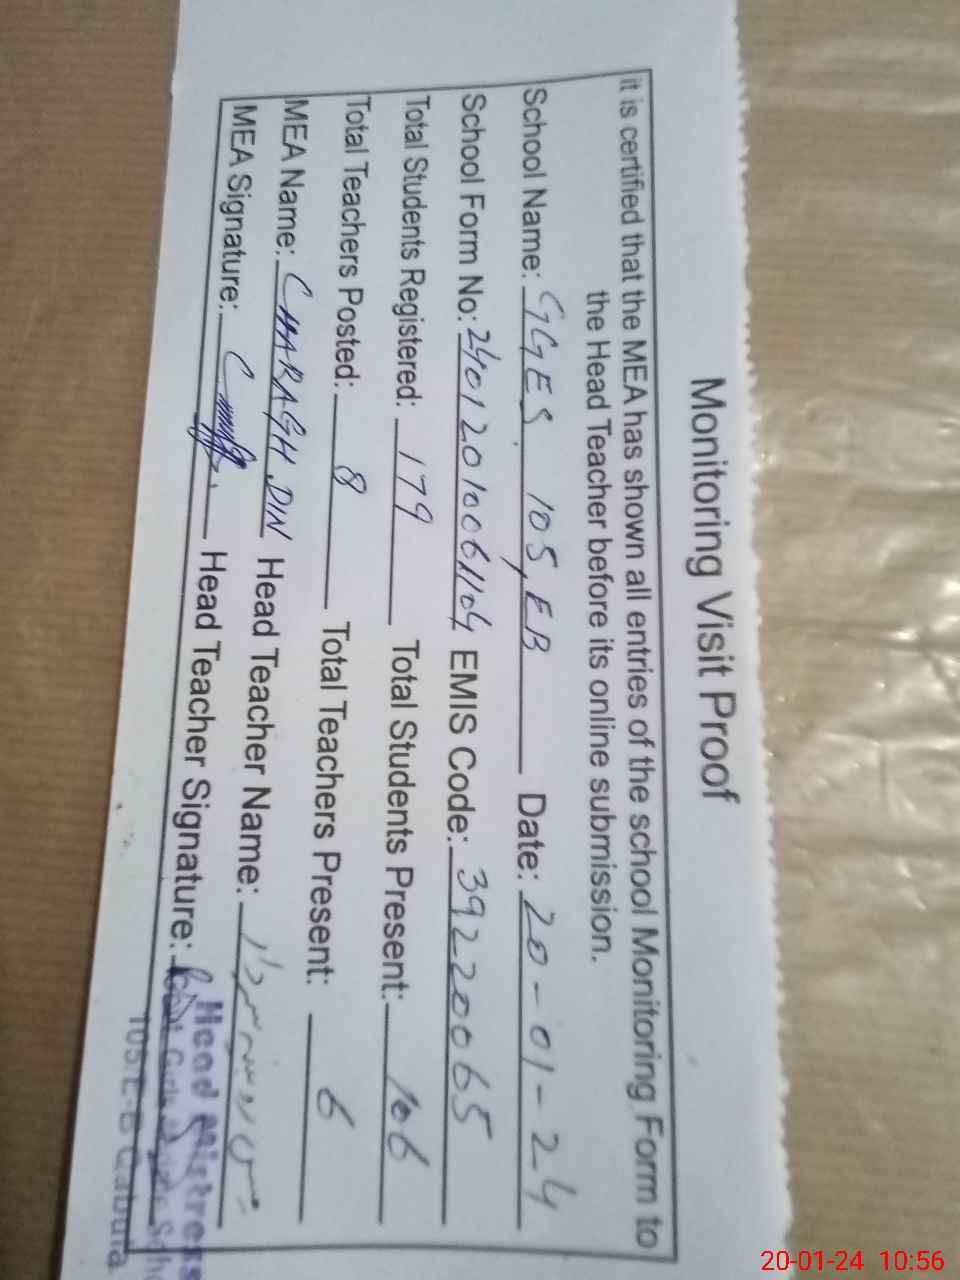 Monitoring Visit Proof
it is certified that the MEA has shown all entries of the school Monitoring Form to
the Head Teacher before its online submission.
School Name: GGES 105, EB Date: 20-01-24
School Form No: 2401201006 EMIS Code: 39220065
Total Students Registered: 179 Total Students Present: 106
Total Teachers Posted: 8 Total Teachers Present: 6
MEA Name: CHARAGH DIN Head Teacher Name:
MEA Signature: Head Teacher Signature:
Head Mistress
Govt Girls
105/E-B
20-01-24 10:56